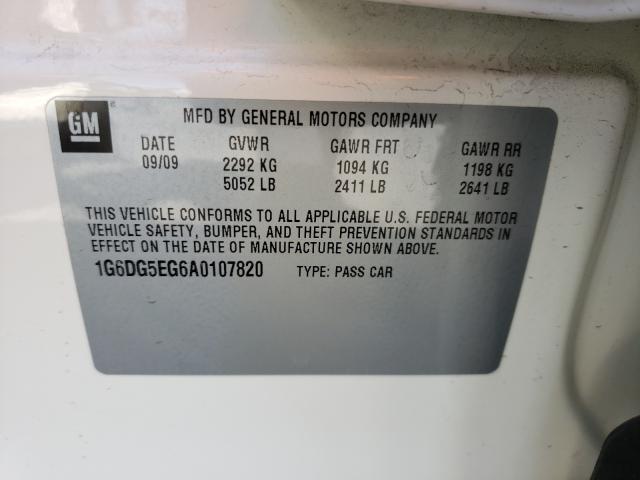 GM
MFD BY GENERAL MOTORS COMPANY
DATE GVWR GAWR FRT GAWR RR
09/09 2292 KG 1094 KG 1198 KG
5052 LB 2411 LB 2641 LB
THIS VEHICLE CONFORMS TO ALL APPLICABLE U.S. FEDERAL MOTOR
VEHICLE SAFETY, BUMPER, AND THEFT PREVENTION STANDARDS IN
EFFECT ON THE DATE OF MANUFACTURE SHOWN ABOVE.
1G6DG5EG6A0107820 TYPE: PASS CAR